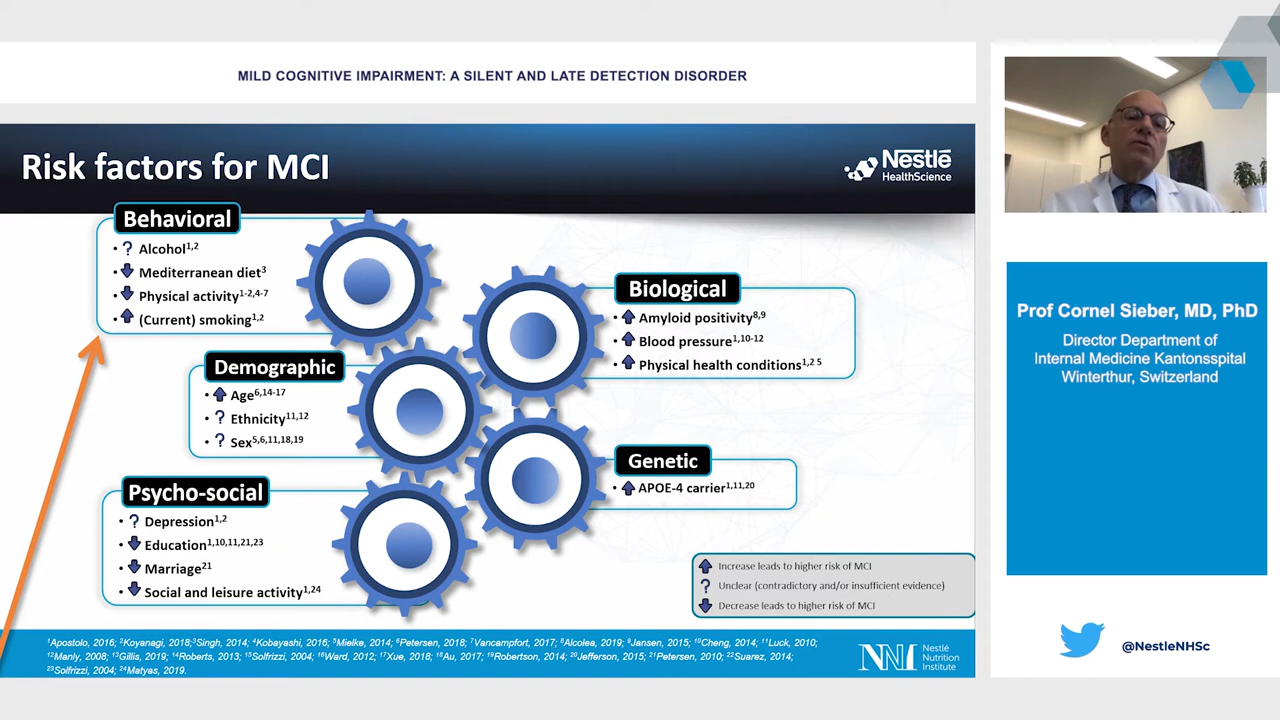 MILD COGNITIVE IMPAIRMENT: A SILENT AND LATE DETECTION DISORDER
Risk factors for MCI
Nestlé
HealthScience
Behavioral
• ? Alcohol1,2
• Mediterranean diet3
• Physical activity1-2,4-7
• (Current) smoking1,2
Demographic
• Age6,14-17
• ? Ethnicity11,12
• ? Sex5,6,11,18,19
Psycho-social
• ? Depression1,2
• Education1,10,11,21,23
• Marriage21
• Social and leisure activity1,24
Biological
• Amyloid positivity8,9
• Blood pressure1,10-12
• Physical health conditions1,2 5
Genetic
• APOE-4 carrier1,11,20
Increase leads to higher risk of MCI
? Unclear (contradictory and/or insufficient evidence)
Decrease leads to higher risk of MCI
1Apostolo, 2016; 2Koyanagi, 2018;3Singh, 2014; 4Kobayashi, 2016; 5Mielke, 2014; 6Petersen, 2018; 7Vancampfort, 2017; 8Alcolea, 2019; 9Jansen, 2015; 10Cheng, 2014; 11Luck, 2010;
12Manly, 2008; 13Gillis, 2019; 14Roberts, 2013; 15Solfrizzi, 2004; 16Ward, 2012; 17Xue, 2018; 18Au, 2017; 19Robertson, 2014; 20Jefferson, 2015; 21Petersen, 2010; 22Suarez, 2014;
23Solfrizzi, 2004; 24Matyas, 2019.
NNI
Nestlé
Nutrition
Institute
Prof Cornel Sieber, MD, PhD
Director Department of
Internal Medicine Kantonsspital
Winterthur, Switzerland
@NestleNHSc